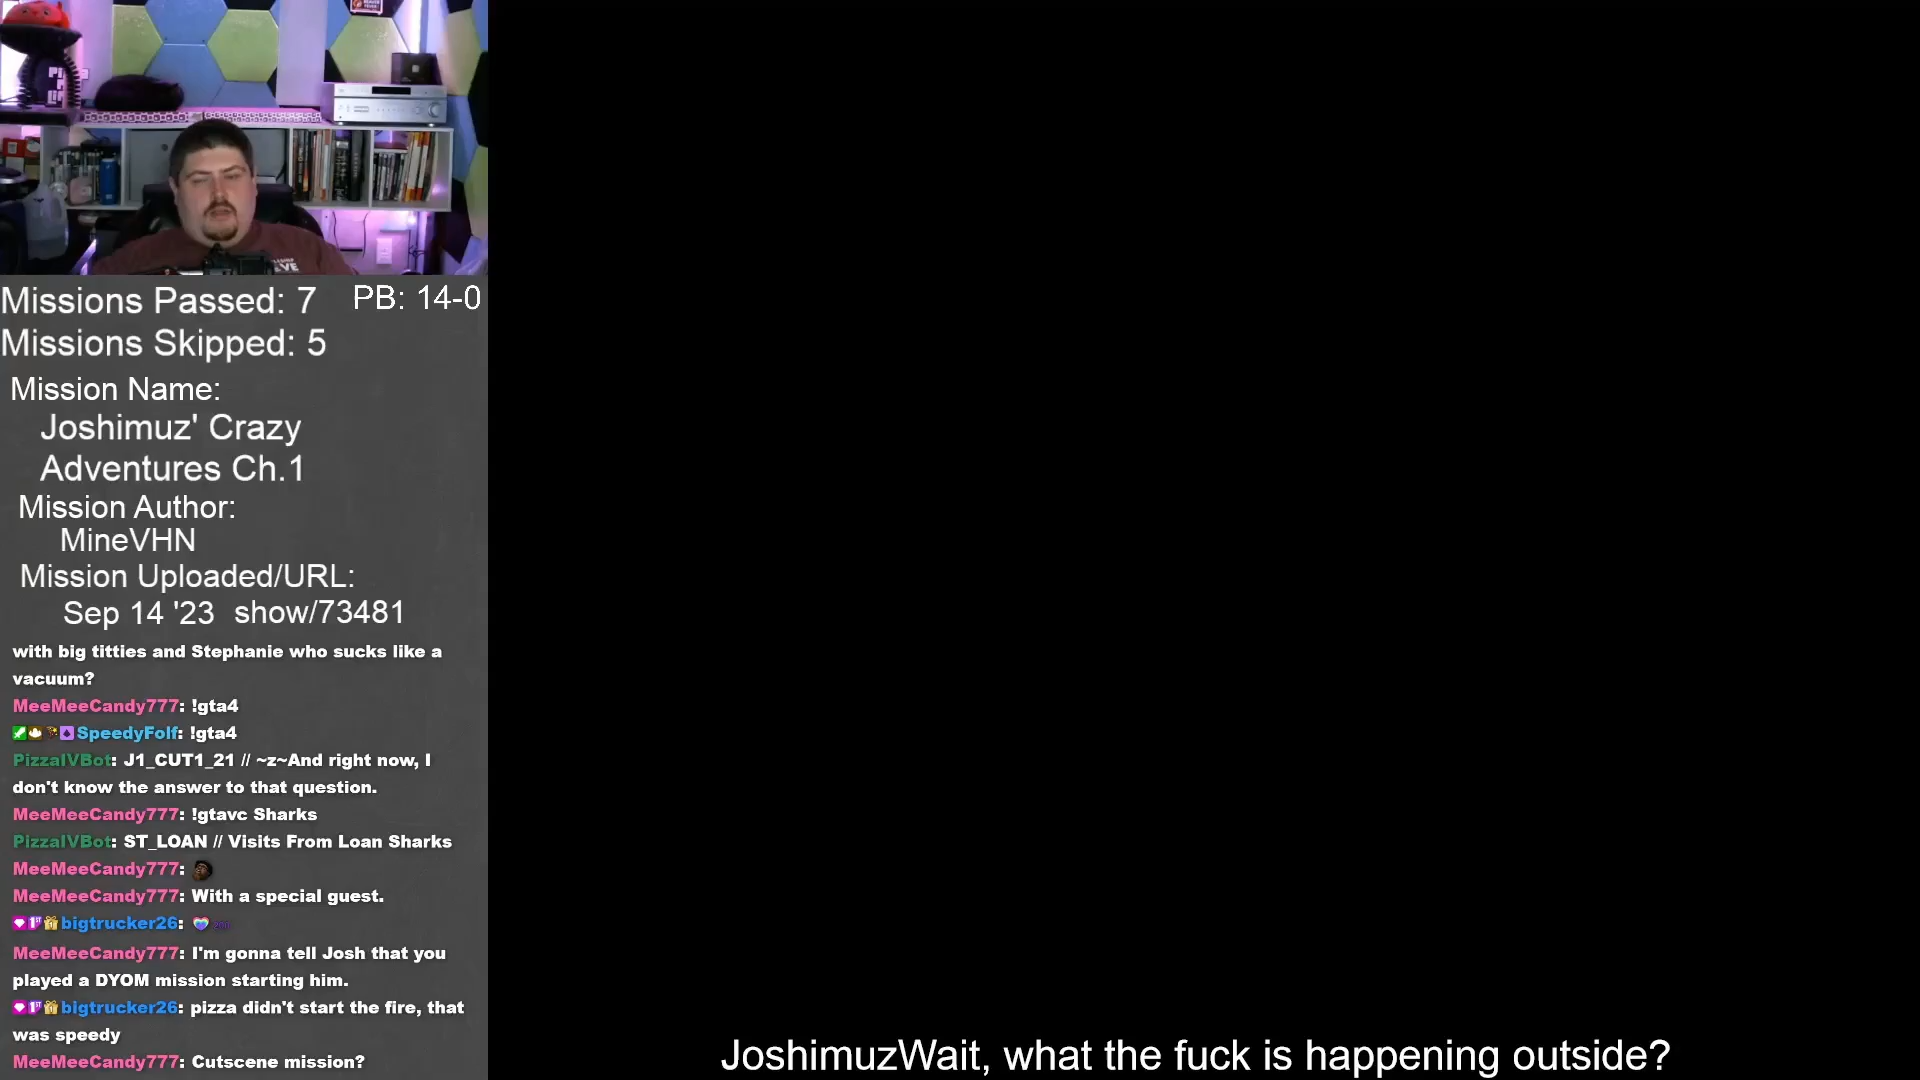 Missions Passed: 7
PB: 14-0
Missions Skipped: 5
Mission Name:
Joshimuz' Crazy
Adventures Ch.1
Mission Author:
MineVHN
Mission Uploaded/URL:
Sep 14 '23 show/73481
with big titties and Stephanie who sucks like a
vacuum?
MeeMeeCandy777: !gta4
SpeedyFolf: !gta4
PizzaIVBot: J1_CUT1_21 // ~z~And right now, I
don't know the answer to that question.
MeeMeeCandy777: !gtavc Sharks
PizzaIVBot: ST_LOAN // Visits From Loan Sharks
MeeMeeCandy777:
MeeMeeCandy777: With a special guest.
bigtrucker26:
MeeMeeCandy777: I'm gonna tell Josh that you
played a DYOM mission starting him.
bigtrucker26: pizza didn't start the fire, that
was speedy
MeeMeeCandy777: Cutscene mission?
JoshimuzWait, what the fuck is happening outside?